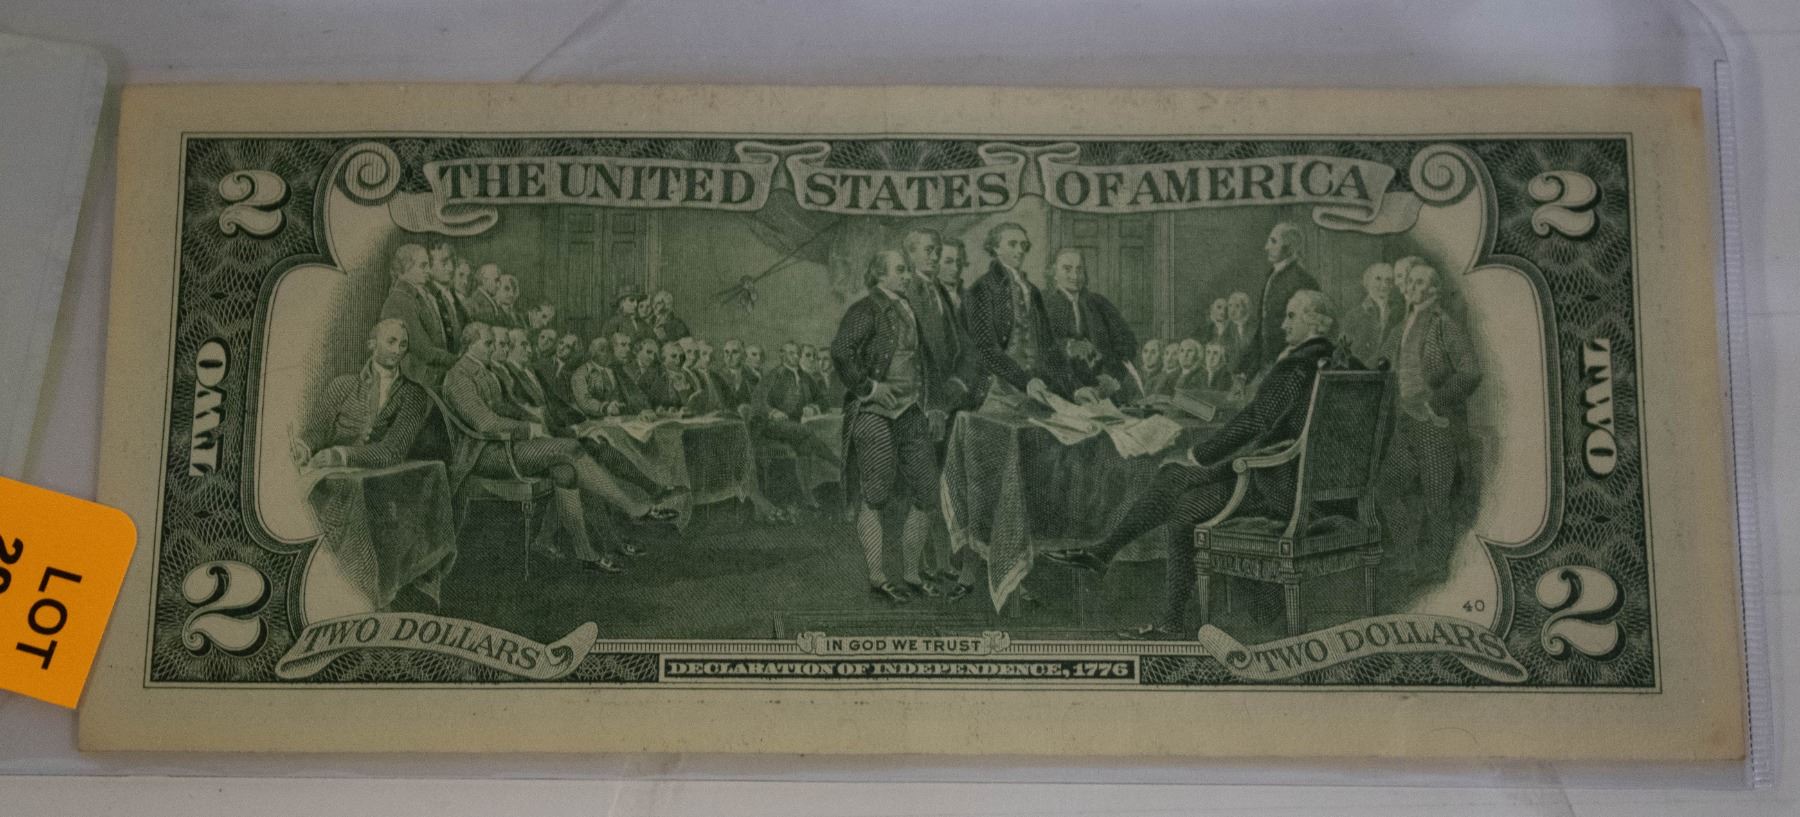 THE UNITED STATES OF AMERICA
2
2
TWO
TWO
2
2
40
TWO DOLLARS
TWO DOLLARS
IN GOD WE TRUST
DECLARATION OF INDEPENDENCE, 1776
LOT